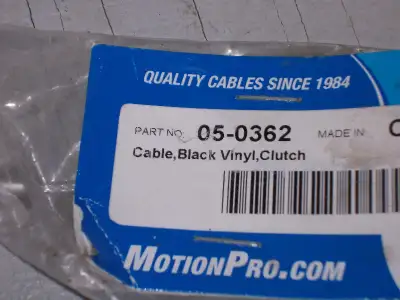 QUALITY CABLES SINCE 1984
PART NO: 05-0362 MADE IN:
Cable,Black Vinyl,Clutch
MOTIONPRO.COM